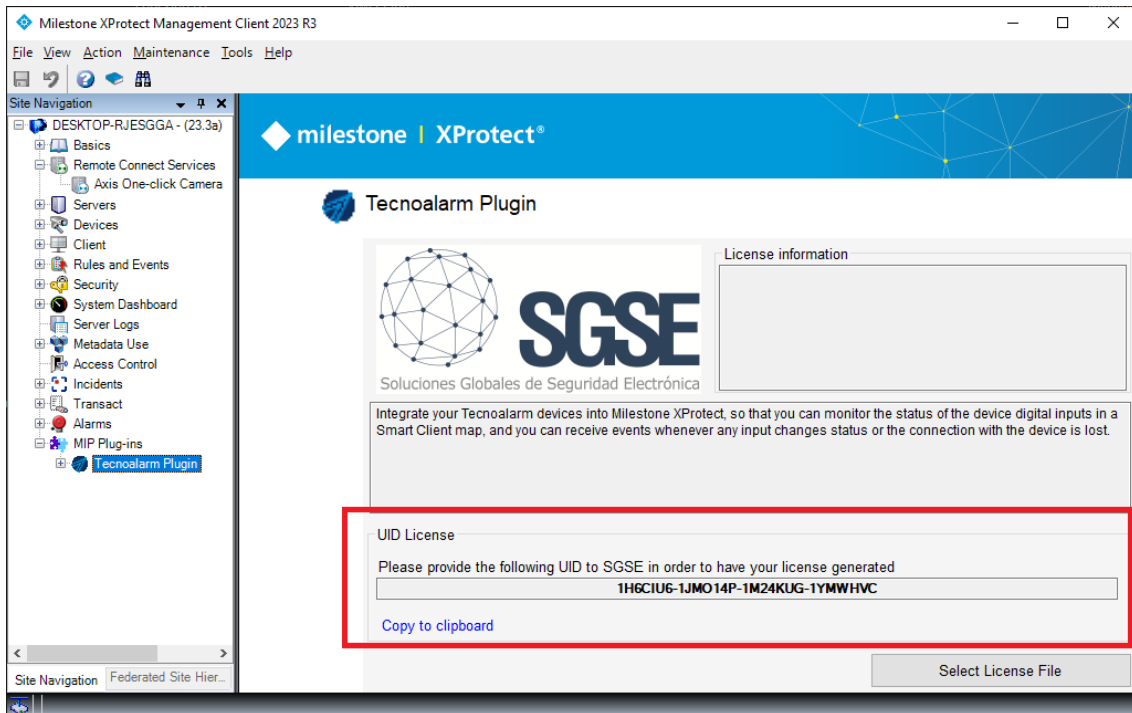 Milestone XProtect Management Client 2023 R3
File View Action Maintenance Tools Help
Site Navigation
DESKTOP-RJESGGA - (23.3a)
Basics
Remote Connect Services
Axis One-click Camera
Servers
Devices
Client
Rules and Events
Security
System Dashboard
Server Logs
Metadata Use
Access Control
Incidents
Transact
Alarms
MIP Plug-ins
Tecnoalarm Plugin
Site Navigation
Federated Site Hier...
milestone | XProtect®
Tecnoalarm Plugin
SGSE
Soluciones Globales de Seguridad Electrónica
License information
Integrate your Tecnoalarm devices into Milestone XProtect, so that you can monitor the status of the device digital inputs in a
Smart Client map, and you can receive events whenever any input changes status or the connection with the device is lost.
UID License
Please provide the following UID to SGSE in order to have your license generated
1H6CIU6-1JMO14P-1M24KUG-1YMWHVC
Copy to clipboard
Select License File